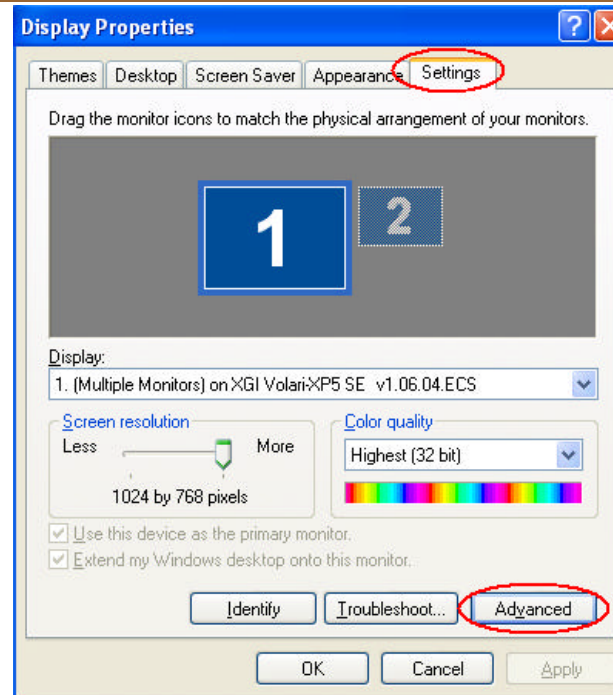 Display Properties
Themes Desktop Screen Saver Appearance Settings
Drag the monitor icons to match the physical arrangement of your monitors.
1 2
Display:
1. (Multiple Monitors) on XGI Volari-XP5 SE v1.06.04.ECS
Screen resolution
Less More
1024 by 768 pixels
Color quality
Highest (32 bit)
Use this device as the primary monitor.
Extend my Windows desktop onto this monitor.
Identify Troubleshoot... Advanced
OK Cancel Apply